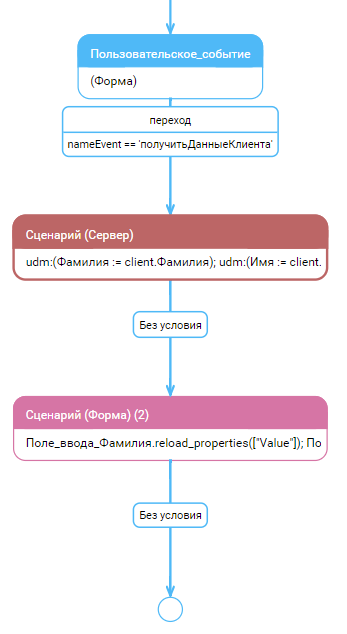 Пользовательское_событие
(Форма)
переход
nameEvent == 'получитьДанныеКлиента'
Сценарий (Сервер)
udm:(Фамилия := client.Фамилия); udm:(Имя := client.
Без условия
Сценарий (Форма) (2)
Поле_ввода_Фамилия.reload_properties(["Value"]); По
Без условия